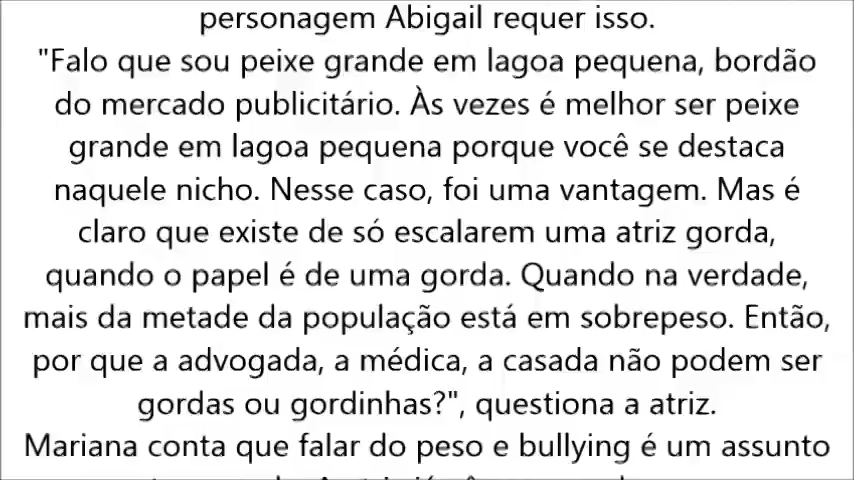 personagem Abigail requer isso.
"Falo que sou peixe grande em lagoa pequena, bordão
do mercado publicitário. Às vezes é melhor ser peixe
grande em lagoa pequena porque você se destaca
naquele nicho. Nesse caso, foi uma vantagem. Mas é
claro que existe de só escalarem uma atriz gorda,
quando o papel é de uma gorda. Quando na verdade,
mais da metade da população está em sobrepeso. Então,
por que a advogada, a médica, a casada não podem ser
gordas ou gordinhas?", questiona a atriz.
Mariana conta que falar do peso e bullying é um assunto